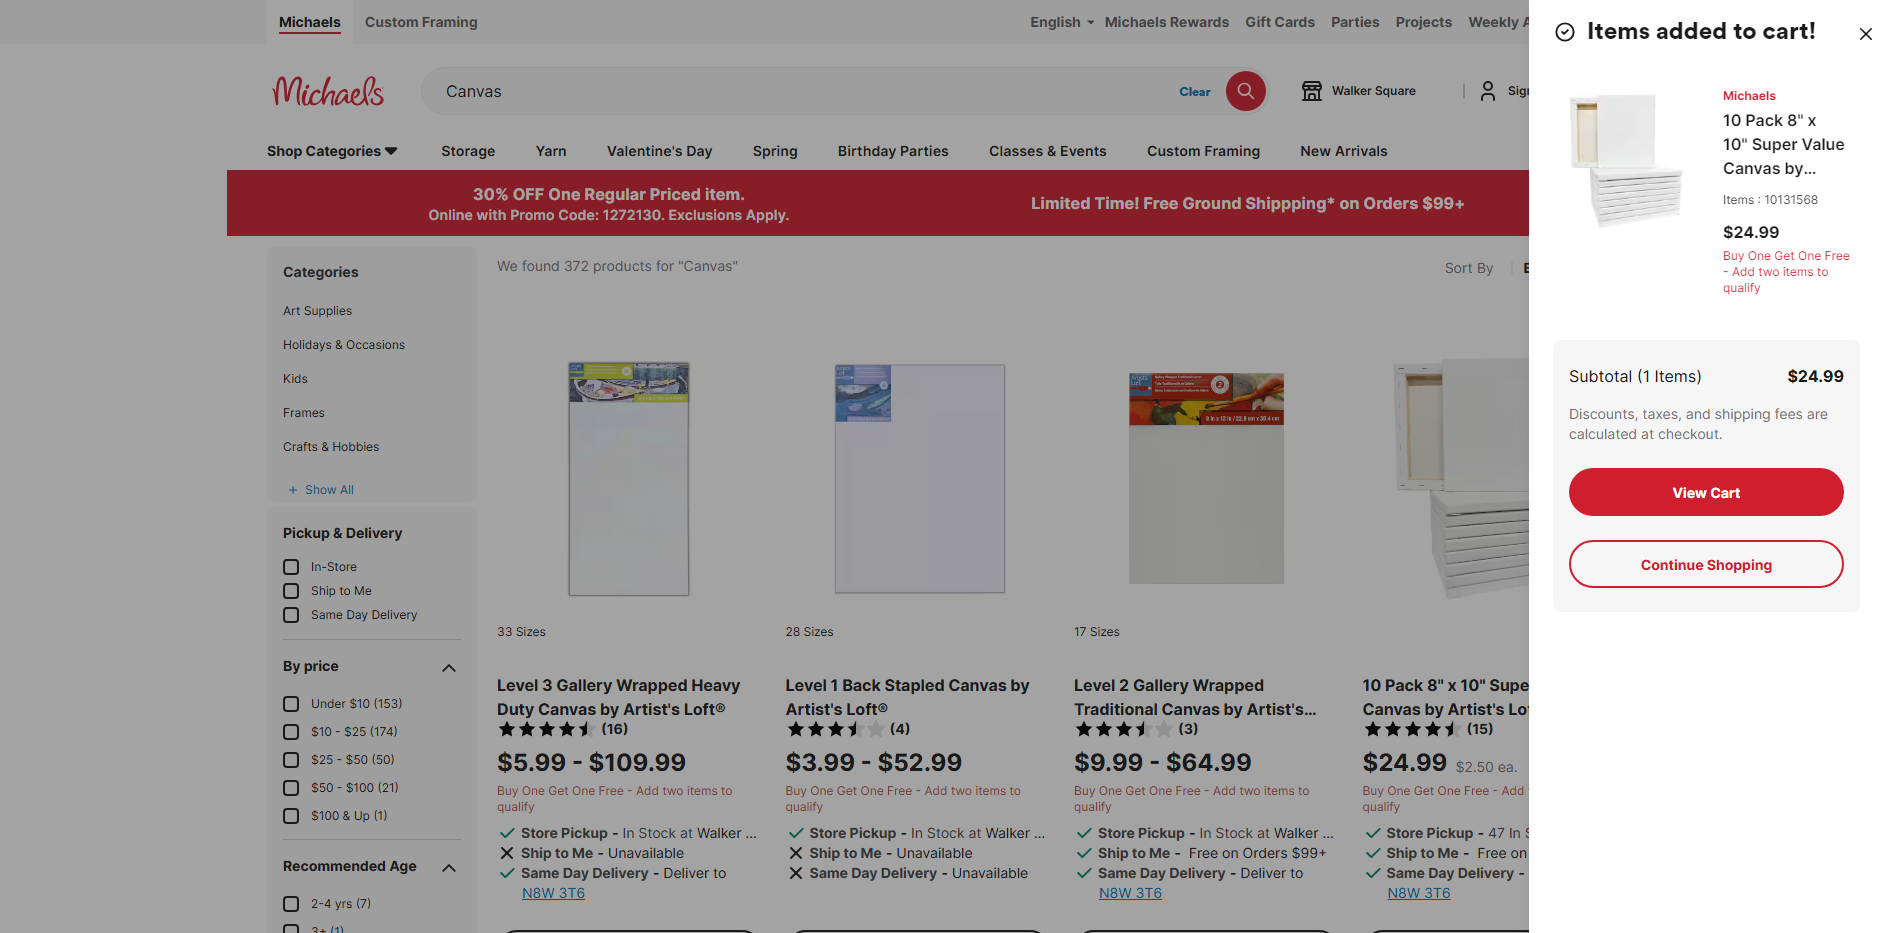 Michaels
Custom Framing
English
Michaels Rewards
Gift Cards
Parties
Projects
Weekly A
Michaels
Canvas
Clear
Walker Square
Sign
Shop Categories
Storage
Yarn
Valentine's Day
Spring
Birthday Parties
Classes & Events
Custom Framing
New Arrivals
30% OFF One Regular Priced item.
Online with Promo Code: 1272130. Exclusions Apply.
Limited Time! Free Ground Shippping* on Orders $99+
Categories
Art Supplies
Holidays & Occasions
Kids
Frames
Crafts & Hobbies
+ Show All
Pickup & Delivery
In-Store
Ship to Me
Same Day Delivery
By price
Under $10 (153)
$10 - $25 (174)
$25 - $50 (50)
$50 - $100 (21)
$100 & Up (1)
Recommended Age
2-4 yrs (7)
3+ (1)
We found 372 products for "Canvas"
Sort By
33 Sizes
Level 3 Gallery Wrapped Heavy
Duty Canvas by Artist's Loft®
(16)
$5.99 - $109.99
Buy One Get One Free - Add two items to
qualify
Store Pickup - In Stock at Walker ...
Ship to Me - Unavailable
Same Day Delivery - Deliver to
N8W 3T6
28 Sizes
Level 1 Back Stapled Canvas by
Artist's Loft®
(4)
$3.99 - $52.99
Buy One Get One Free - Add two items to
qualify
Store Pickup - In Stock at Walker ...
Ship to Me - Unavailable
Same Day Delivery - Unavailable
9 in x 12 in / 22.8 cm x 30.4 cm
17 Sizes
Level 2 Gallery Wrapped
Traditional Canvas by Artist's...
(3)
$9.99 - $64.99
Buy One Get One Free - Add two items to
qualify
Store Pickup - In Stock at Walker ...
Ship to Me - Free on Orders $99+
Same Day Delivery - Deliver to
N8W 3T6
10 Pack 8" x 10" Supe
Canvas by Artist's Lof
(15)
$24.99 $2.50 ea.
Buy One Get One Free - Add
qualify
Store Pickup - 47 In S
Ship to Me - Free on
Same Day Delivery -
N8W 3T6
Items added to cart!
Michaels
10 Pack 8" x
10" Super Value
Canvas by...
Items : 10131568
$24.99
Buy One Get One Free
- Add two items to
qualify
Subtotal (1 Items)
$24.99
Discounts, taxes, and shipping fees are
calculated at checkout.
View Cart
Continue Shopping